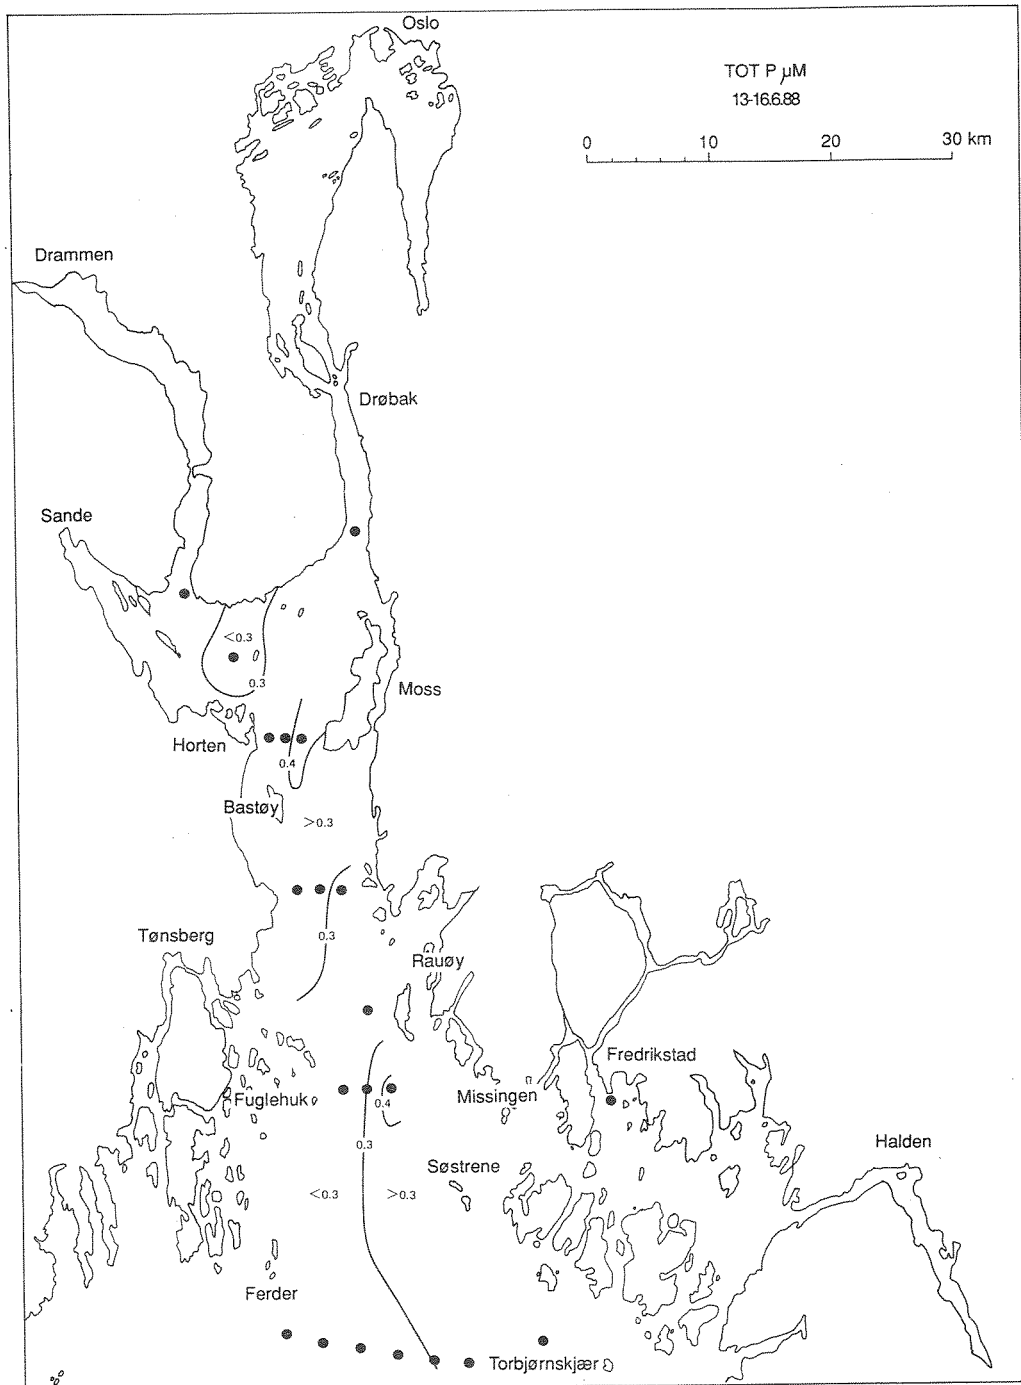 Oslo
TOT P µM
13-16.6.88
0 10 20 30 km
Drammen
Drøbak
Sande
<0.3
0.3
Moss
Horten
0.4
Bastøy
>0.3
0.3
Tønsberg
Rauøy
Fredrikstad
Fuglehuk
0.4
Missingen
0.3
Halden
Søstrene
<0.3
>0.3
Ferder
Torbjørnskjær